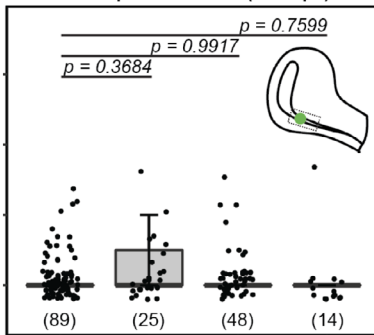 p = 0.7599
p = 0.9917
p = 0.3684
(89) (25) (48) (14)